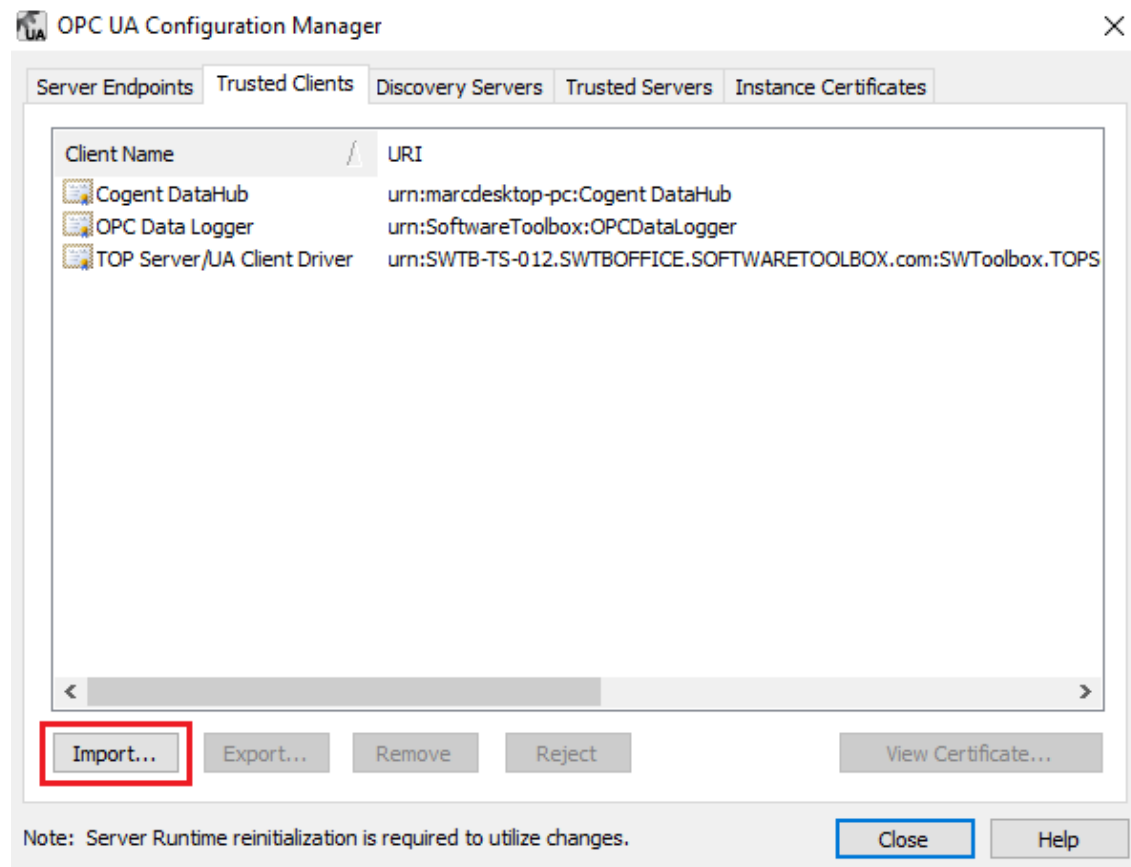 OPC UA Configuration Manager
Server Endpoints Trusted Clients Discovery Servers Trusted Servers Instance Certificates
Client Name URI
Cogent DataHub urn:marcdesktop-pc:Cogent DataHub
OPC Data Logger urn:SoftwareToolbox:OPCDataLogger
TOP Server/UA Client Driver urn:SWTB-TS-012.SWTBOFFICE.SOFTWARETOOLBOX.com:SWToolbox.TOPS
Import... Export... Remove Reject View Certificate...
Note: Server Runtime reinitialization is required to utilize changes. Close Help